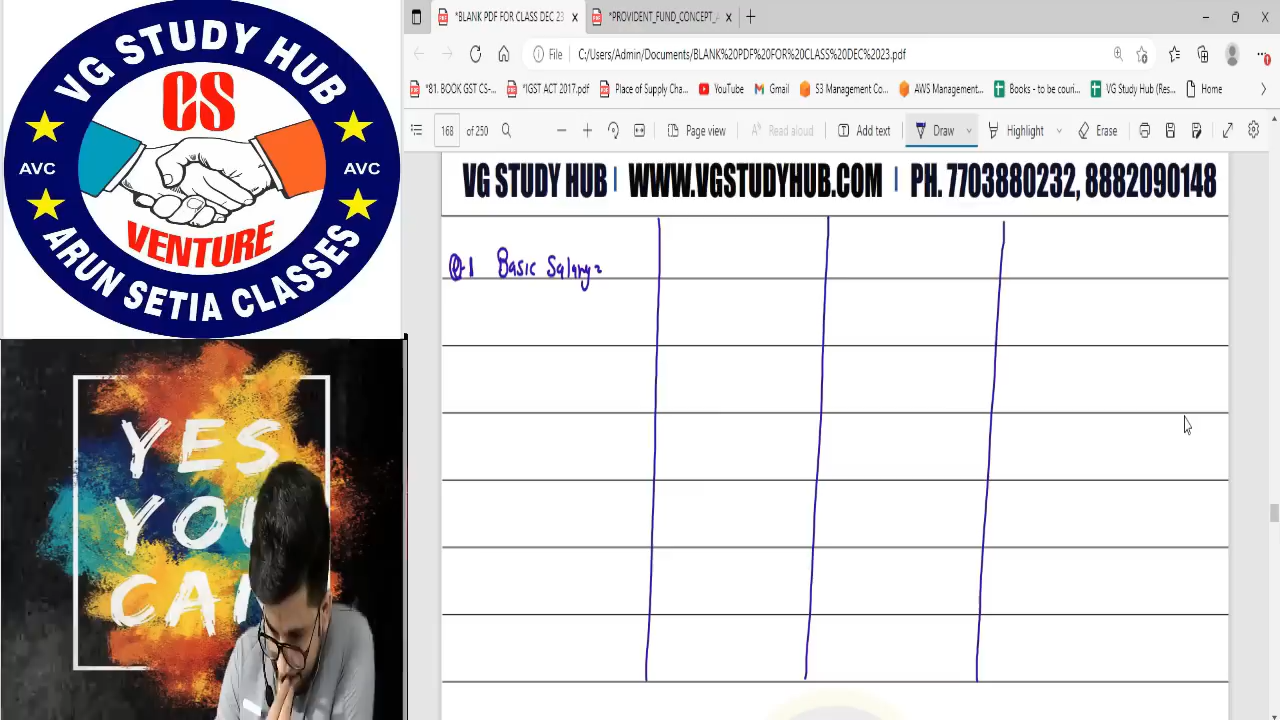 VG STUDY HUB
CS
AVC
AVC
VENTURE
ARUN SETIA CLASSES
YES
YOU
CAN
*BLANK PDF FOR CLASS DEC 23
*PROVIDENT_FUND_CONCEPT_A
File
C:/Users/Admin/Documents/BLANK%20PDF%20FOR%20CLASS%20DEC%2023.pdf
*81. BOOK GST CS-...
*IGST ACT 2017.pdf
Place of Supply Cha...
YouTube
Gmail
S3 Management Co...
AWS Management...
Books - to be couri...
VG Study Hub (Res...
Home
168 of 250
Page view
Read aloud
Add text
Draw
Highlight
Erase
VG STUDY HUB | WWW.VGSTUDYHUB.COM | PH. 7703880232, 8882090148
Q.1 Basic Salary =